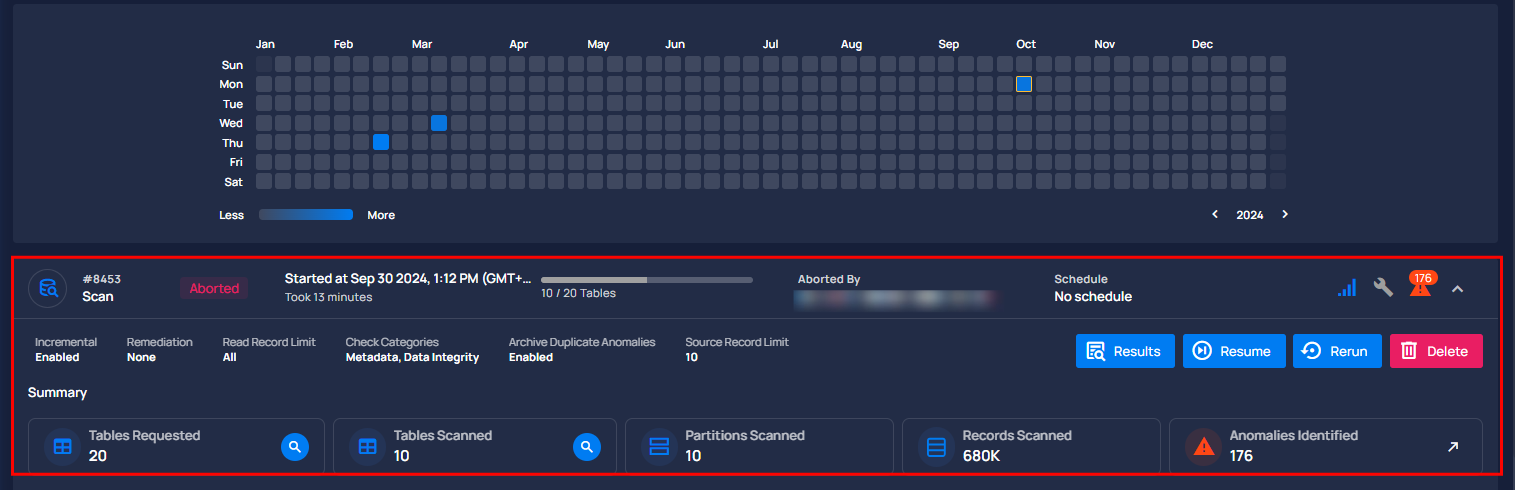 Jan Feb Mar Apr May Jun Jul Aug Sep Oct Nov Dec
Sun
Mon
Tue
Wed
Thu
Fri
Sat
Less More 2024
#8453
Scan
Aborted
Started at Sep 30 2024, 1:12 PM (GMT+...
Took 13 minutes
10 / 20 Tables
Aborted By
Schedule
No schedule
176
Incremental
Enabled
Remediation
None
Read Record Limit
All
Check Categories
Metadata, Data Integrity
Archive Duplicate Anomalies
Enabled
Source Record Limit
10
Results
Resume
Rerun
Delete
Summary
Tables Requested
20
Tables Scanned
10
Partitions Scanned
10
Records Scanned
680K
Anomalies Identified
176